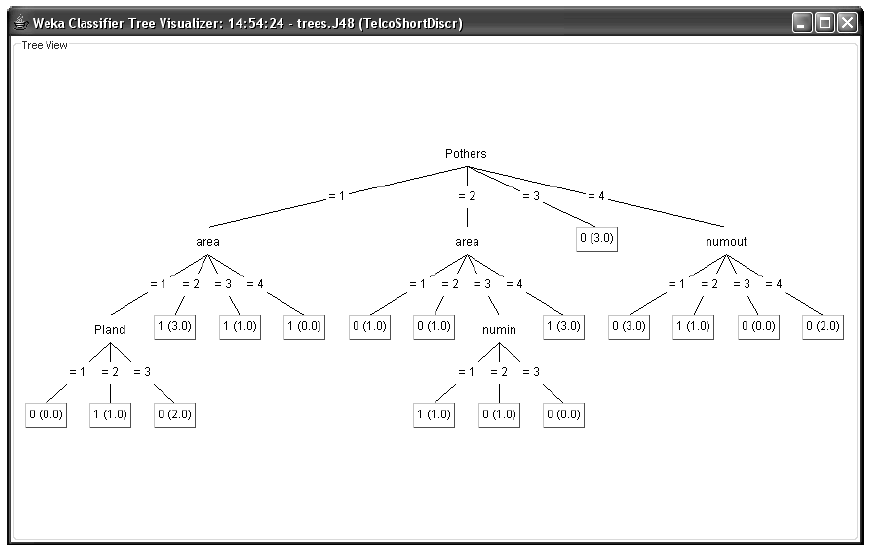 Weka Classifier Tree Visualizer: 14:54:24 - trees.J48 (TelcoShortDiscr)
Tree View
Pothers
= 1 = 2 = 3 = 4
0 (3.0)
area area numout
= 1 = 2 = 3 = 4 = 1 = 2 = 3 = 4 = 1 = 2 = 3 = 4
Pland 1 (3.0) 1 (1.0) 1 (0.0) 0 (1.0) 0 (1.0) numin 1 (3.0) 0 (3.0) 1 (1.0) 0 (0.0) 0 (2.0)
= 1 = 2 = 3 = 1 = 2 = 3
0 (0.0) 1 (1.0) 0 (2.0) 1 (1.0) 0 (1.0) 0 (0.0)